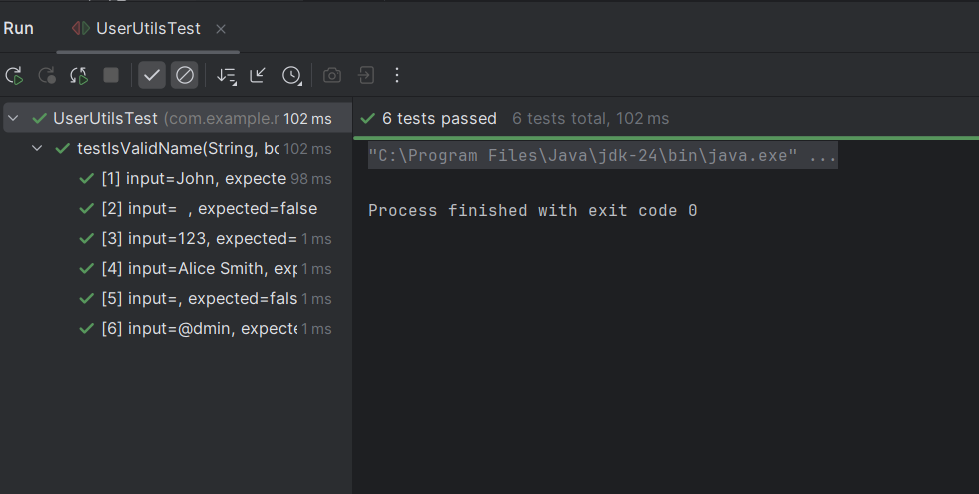 Run UserUtilsTest
UserUtilsTest (com.example.r 102 ms
testIsValidName(String, bo 102 ms
[1] input=John, expecte 98 ms
[2] input=  , expected=false
[3] input=123, expected= 1 ms
[4] input=Alice Smith, exp 1 ms
[5] input=, expected=fals 1 ms
[6] input=@dmin, expecte 1 ms
6 tests passed 6 tests total, 102 ms
"C:\Program Files\Java\jdk-24\bin\java.exe" ...
Process finished with exit code 0